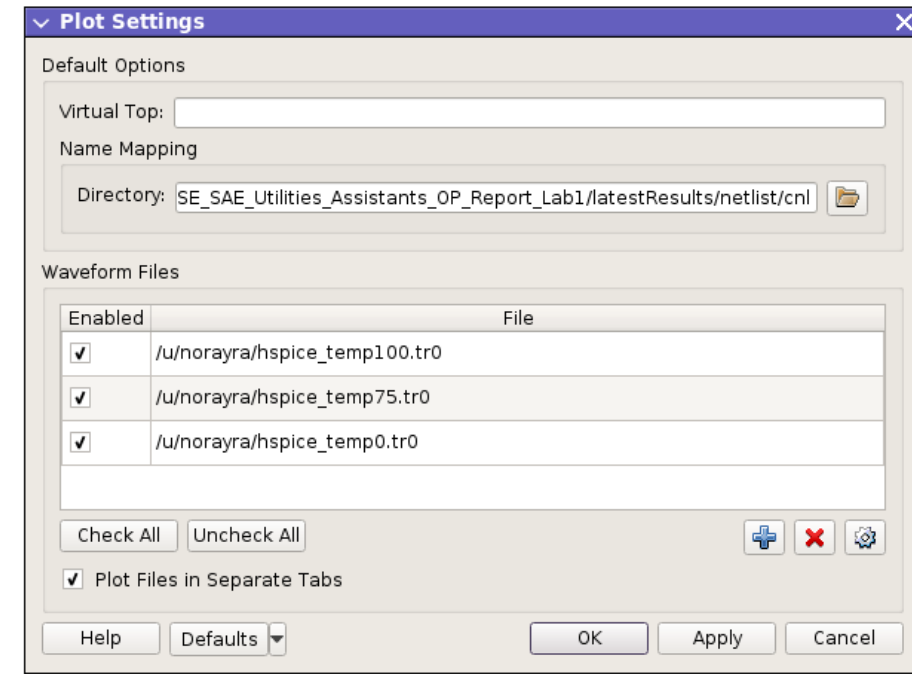 Plot Settings
Default Options
Virtual Top:
Name Mapping
Directory: SE_SAE_Utilities_Assistants_OP_Report_Lab1/latestResults/netlist/cnl
Waveform Files
Enabled File
/u/norayra/hspice_temp100.tr0
/u/norayra/hspice_temp75.tr0
/u/norayra/hspice_temp0.tr0
Check All Uncheck All
Plot Files in Separate Tabs
Help Defaults OK Apply Cancel